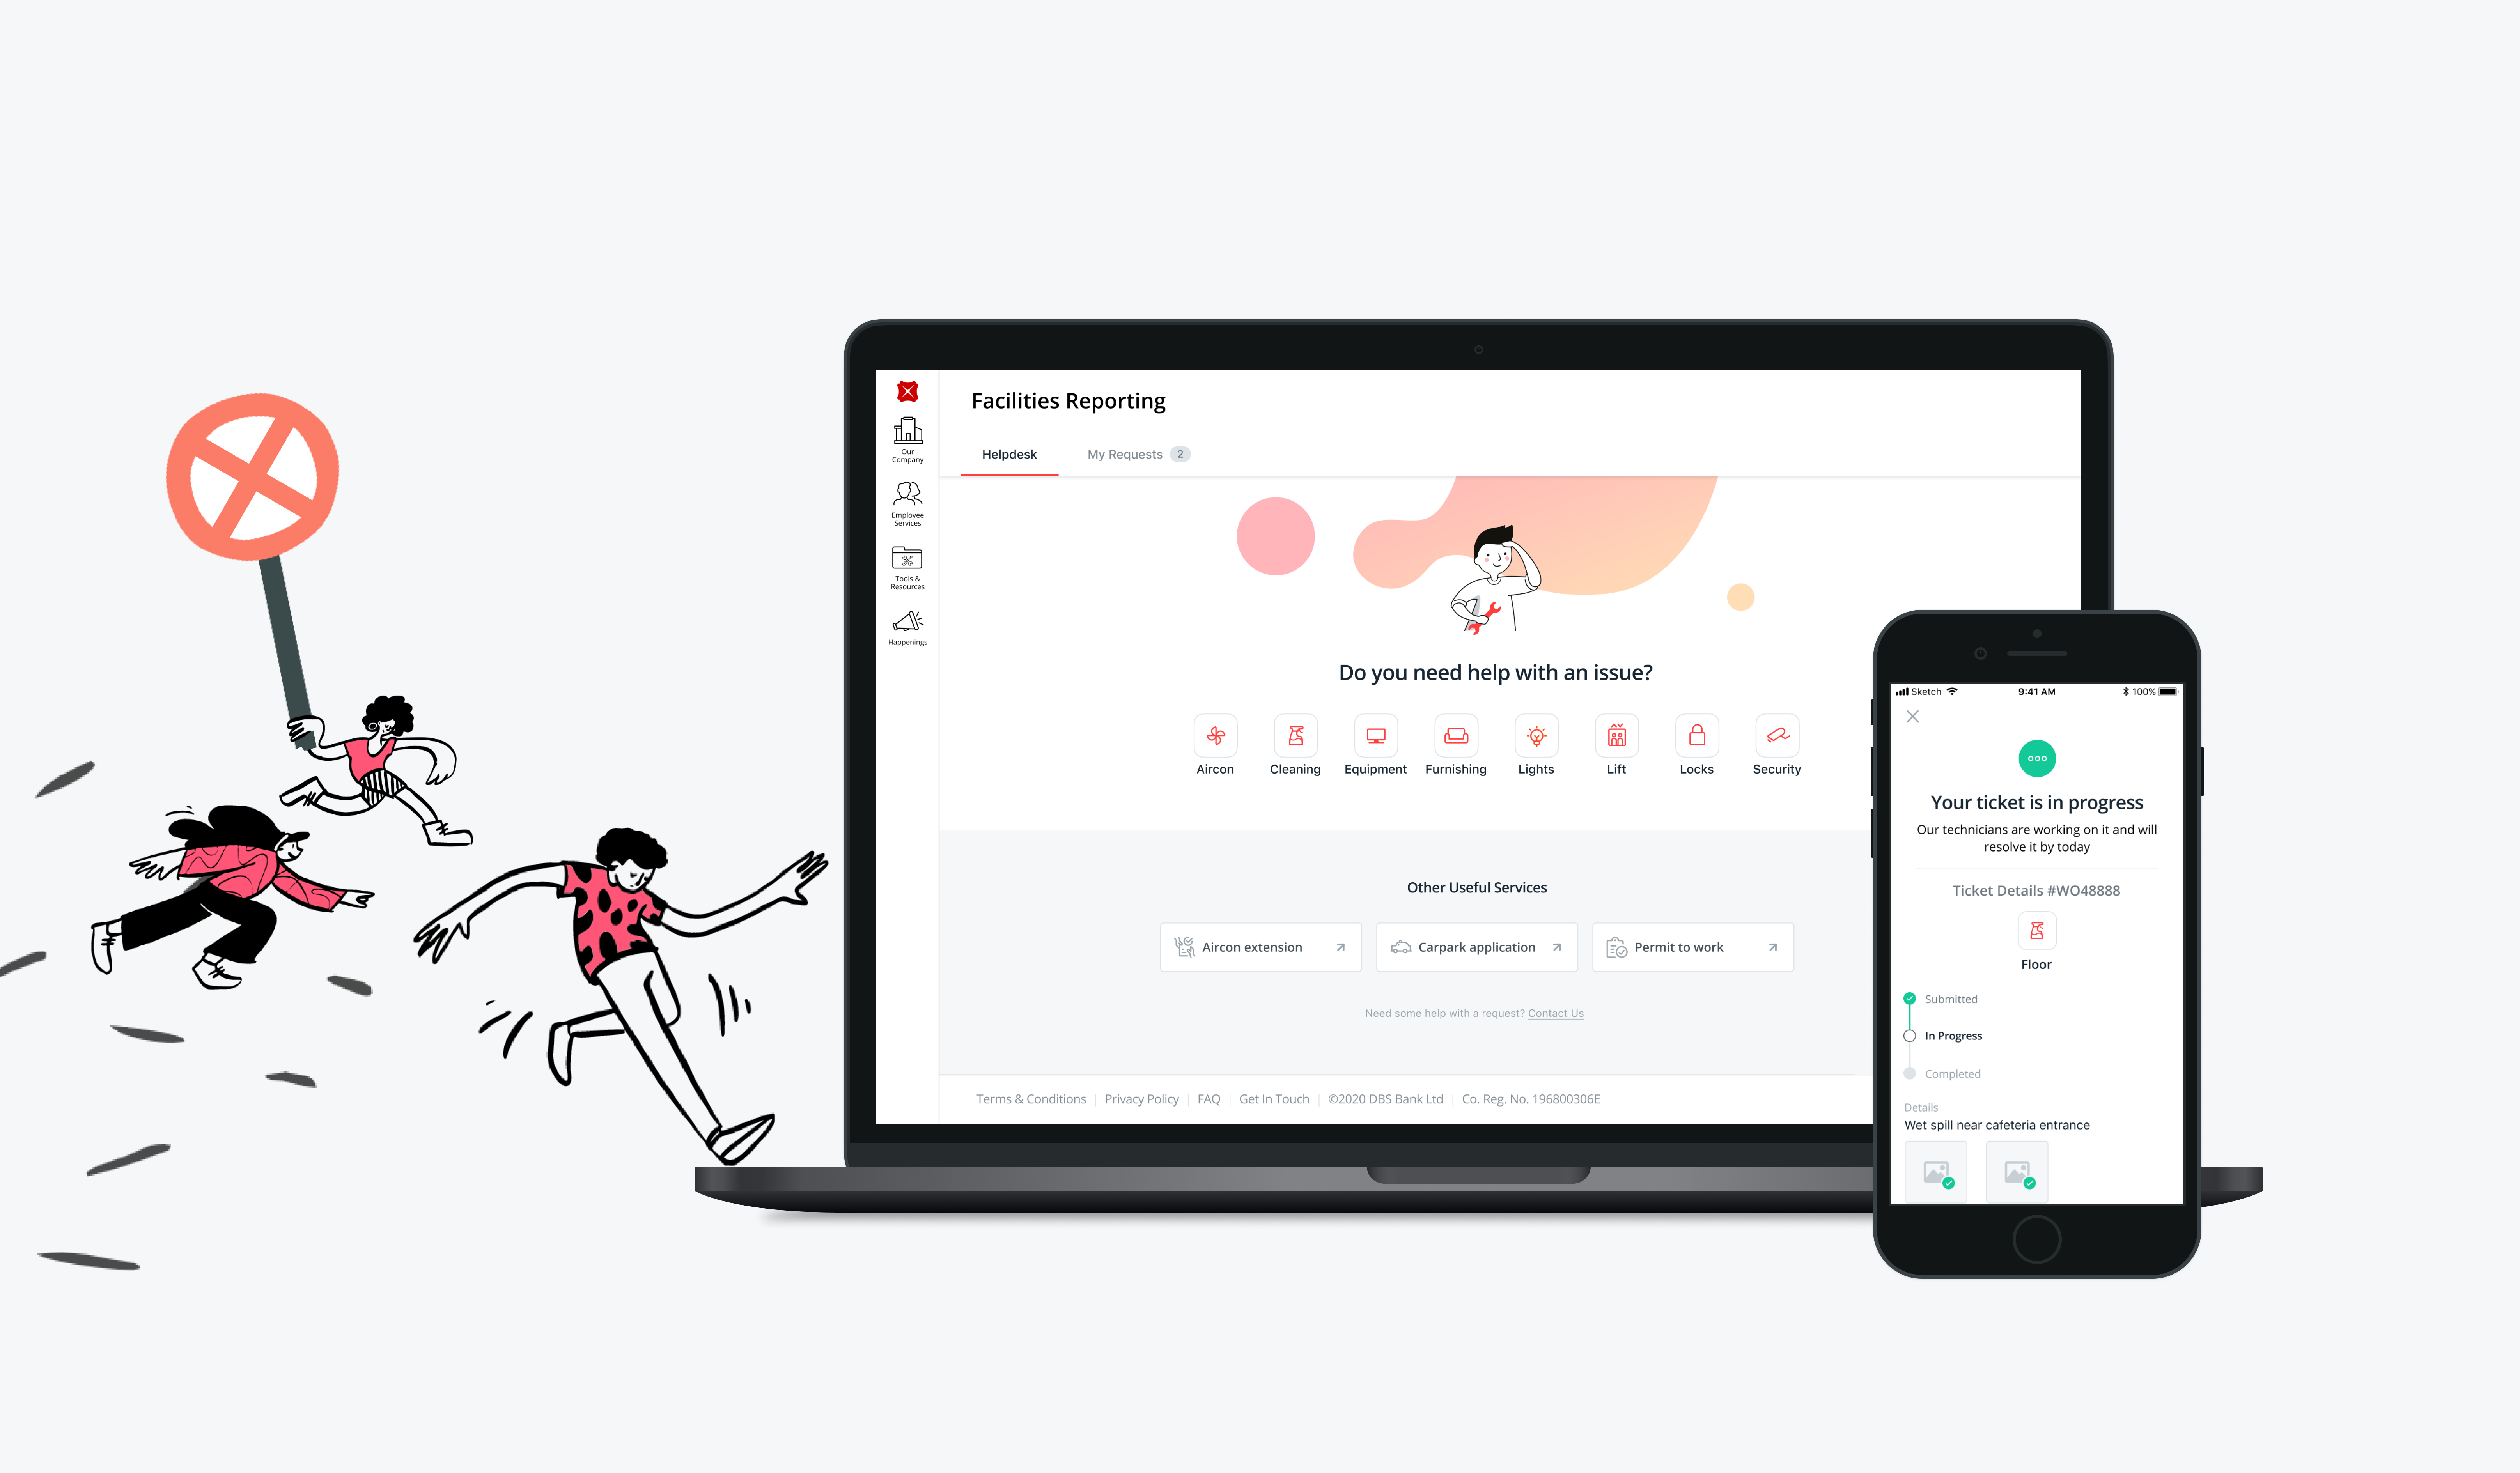 Facilities Reporting
Helpdesk
My Requests 2
Our
Company
Employee
Services
Tools &
Resources
Happenings
Do you need help with an issue?
Aircon
Cleaning
Equipment
Furnishing
Lights
Lift
Locks
Security
Other Useful Services
Aircon extension
Carpark application
Permit to work
Need some help with a request? Contact Us
Terms & Conditions | Privacy Policy | FAQ | Get In Touch | ©2020 DBS Bank Ltd | Co. Reg. No. 196800306E
Sketch 9:41 AM 100%
Your ticket is in progress
Our technicians are working on it and will
resolve it by today
Ticket Details #WO48888
Floor
Submitted
In Progress
Completed
Details
Wet spill near cafeteria entrance